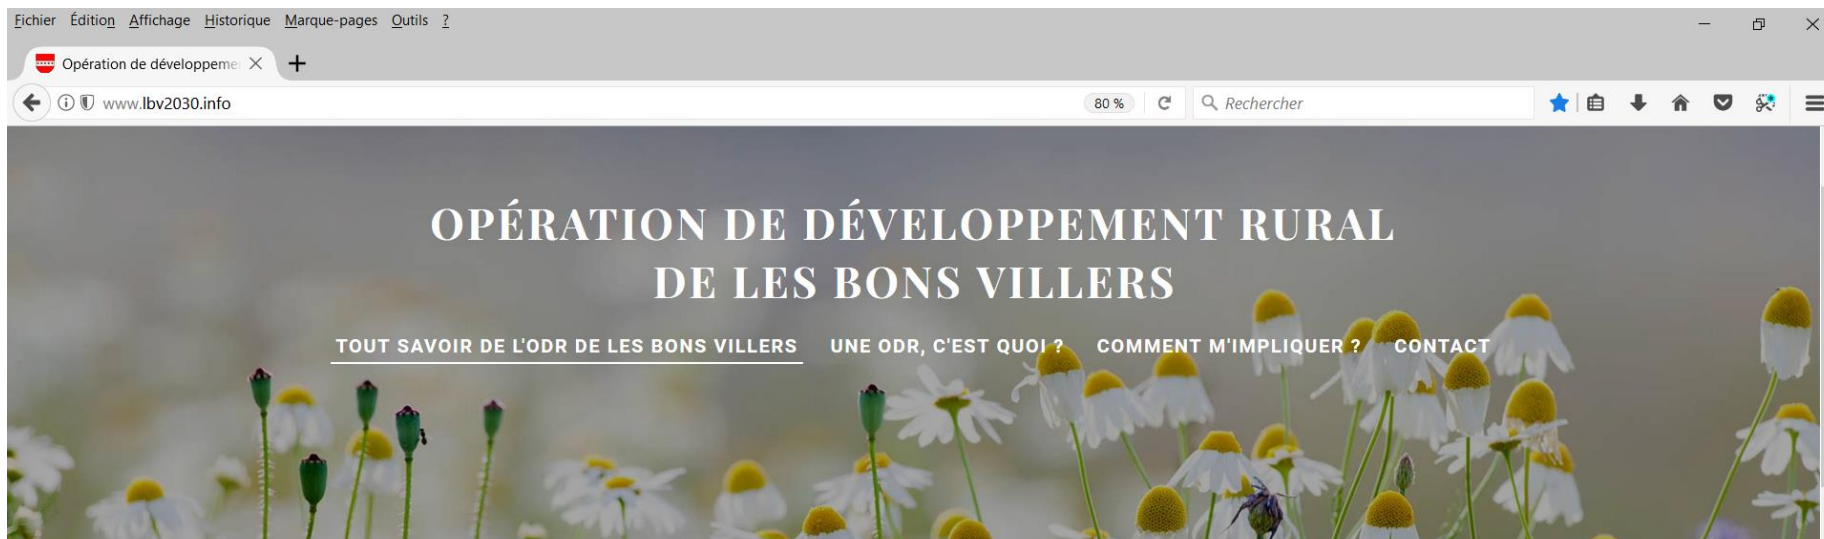 Fichier Édition Affichage Historique Marque-pages Outils ?
Opération de développeme
www.lbv2030.info 80 % Rechercher
OPÉRATION DE DÉVELOPPEMENT RURAL
DE LES BONS VILLERS
TOUT SAVOIR DE L'ODR DE LES BONS VILLERS UNE ODR, C'EST QUOI ? COMMENT M'IMPLIQUER ? CONTACT